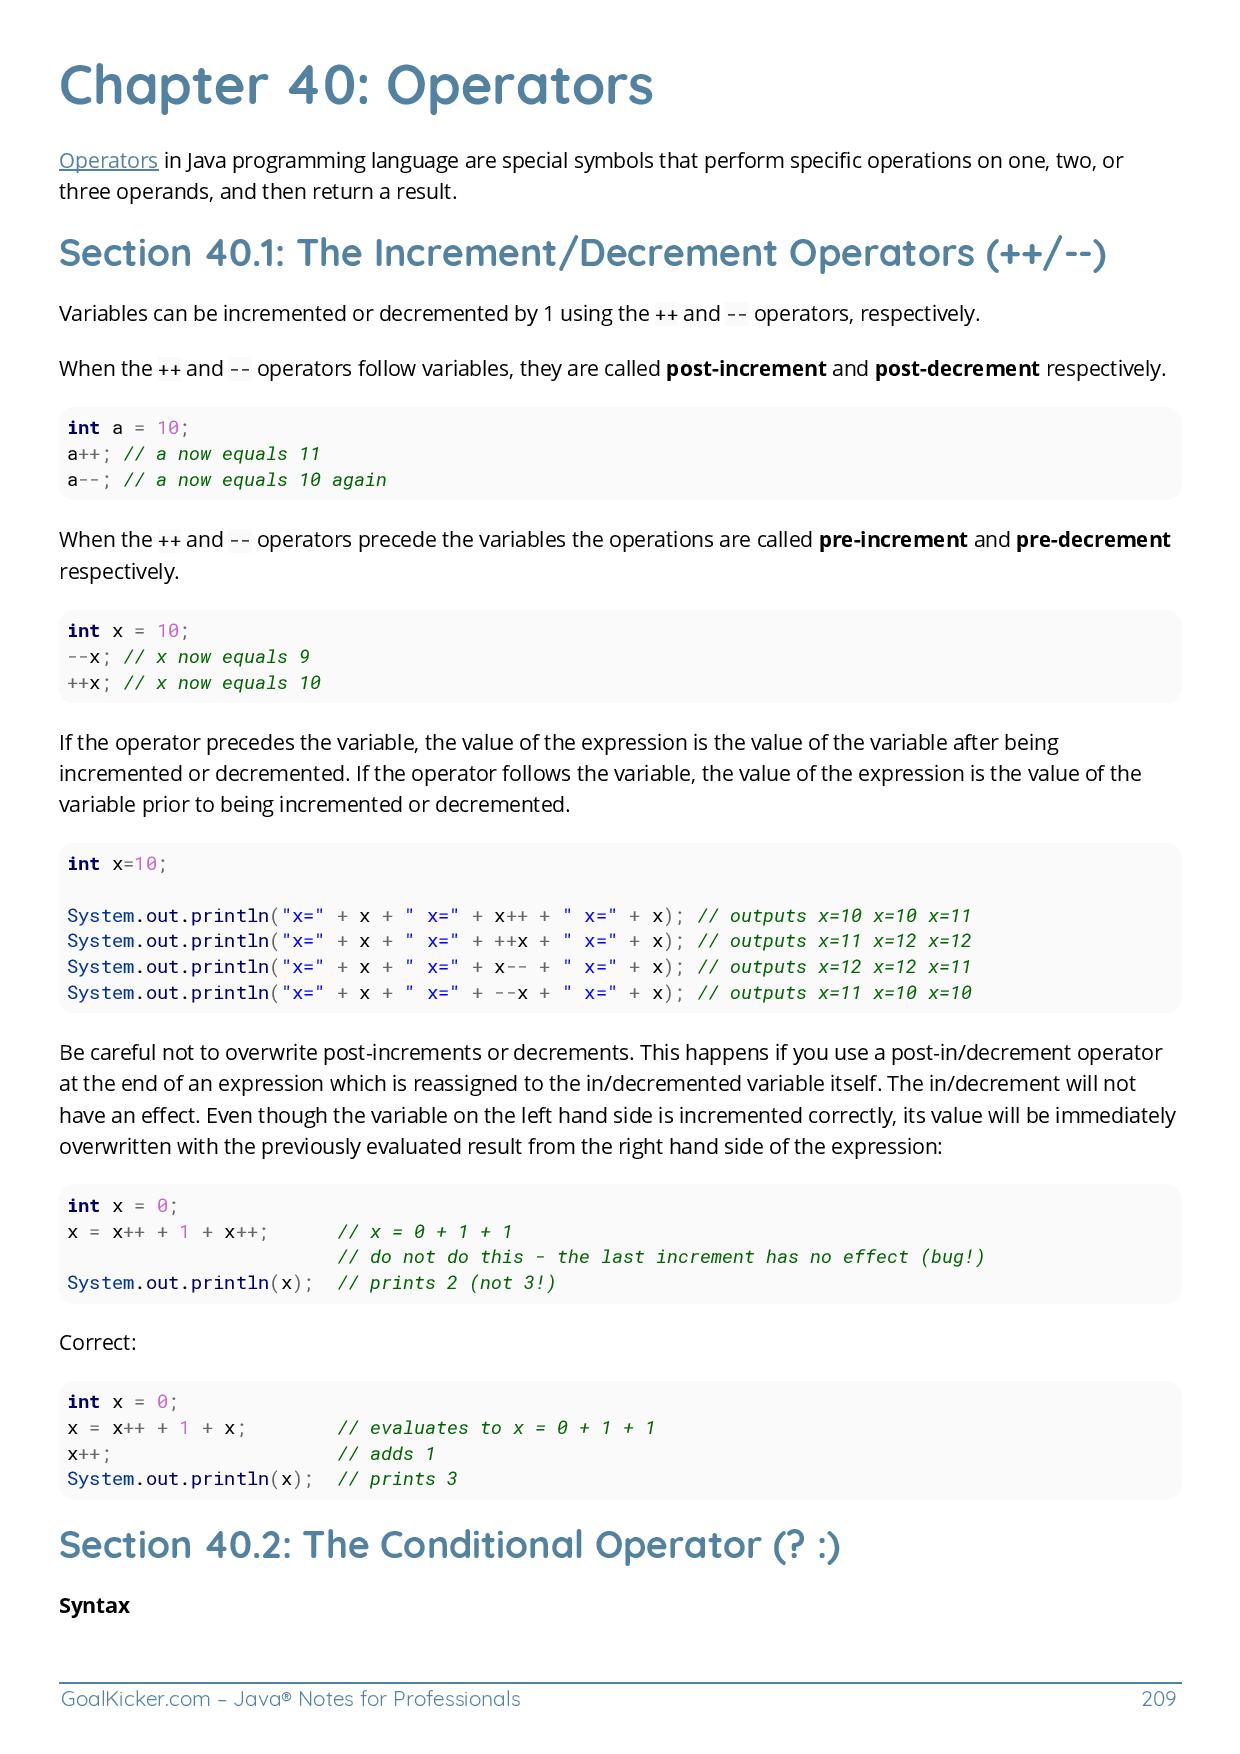 Chapter 40: Operators
Operators in Java programming language are special symbols that perform specific operations on one, two, or
three operands, and then return a result.
Section 40.1: The Increment/Decrement Operators (++/--)
Variables can be incremented or decremented by 1 using the ++ and -- operators, respectively.
When the ++ and -- operators follow variables, they are called post-increment and post-decrement respectively.
int a = 10;
a++; // a now equals 11
a--; // a now equals 10 again
When the ++ and -- operators precede the variables the operations are called pre-increment and pre-decrement
respectively.
int x = 10;
--x; // x now equals 9
++x; // x now equals 10
If the operator precedes the variable, the value of the expression is the value of the variable after being
incremented or decremented. If the operator follows the variable, the value of the expression is the value of the
variable prior to being incremented or decremented.
int x=10;
System.out.println("x=" + x + " x=" + x++ + " x=" + x); // outputs x=10 x=10 x=11
System.out.println("x=" + x + " x=" + ++x + " x=" + x); // outputs x=11 x=12 x=12
System.out.println("x=" + x + " x=" + x-- + " x=" + x); // outputs x=12 x=12 x=11
System.out.println("x=" + x + " x=" + --x + " x=" + x); // outputs x=11 x=10 x=10
Be careful not to overwrite post-increments or decrements. This happens if you use a post-in/decrement operator
at the end of an expression which is reassigned to the in/decremented variable itself. The in/decrement will not
have an effect. Even though the variable on the left hand side is incremented correctly, its value will be immediately
overwritten with the previously evaluated result from the right hand side of the expression:
int x = 0;
x = x++ + 1 + x++;      // x = 0 + 1 + 1
// do not do this - the last increment has no effect (bug!)
System.out.println(x);  // prints 2 (not 3!)
Correct:
int x = 0;
x = x++ + 1 + x;        // evaluates to x = 0 + 1 + 1
x++;                    // adds 1
System.out.println(x);  // prints 3
Section 40.2: The Conditional Operator (? :)
Syntax
GoalKicker.com – Java® Notes for Professionals 209